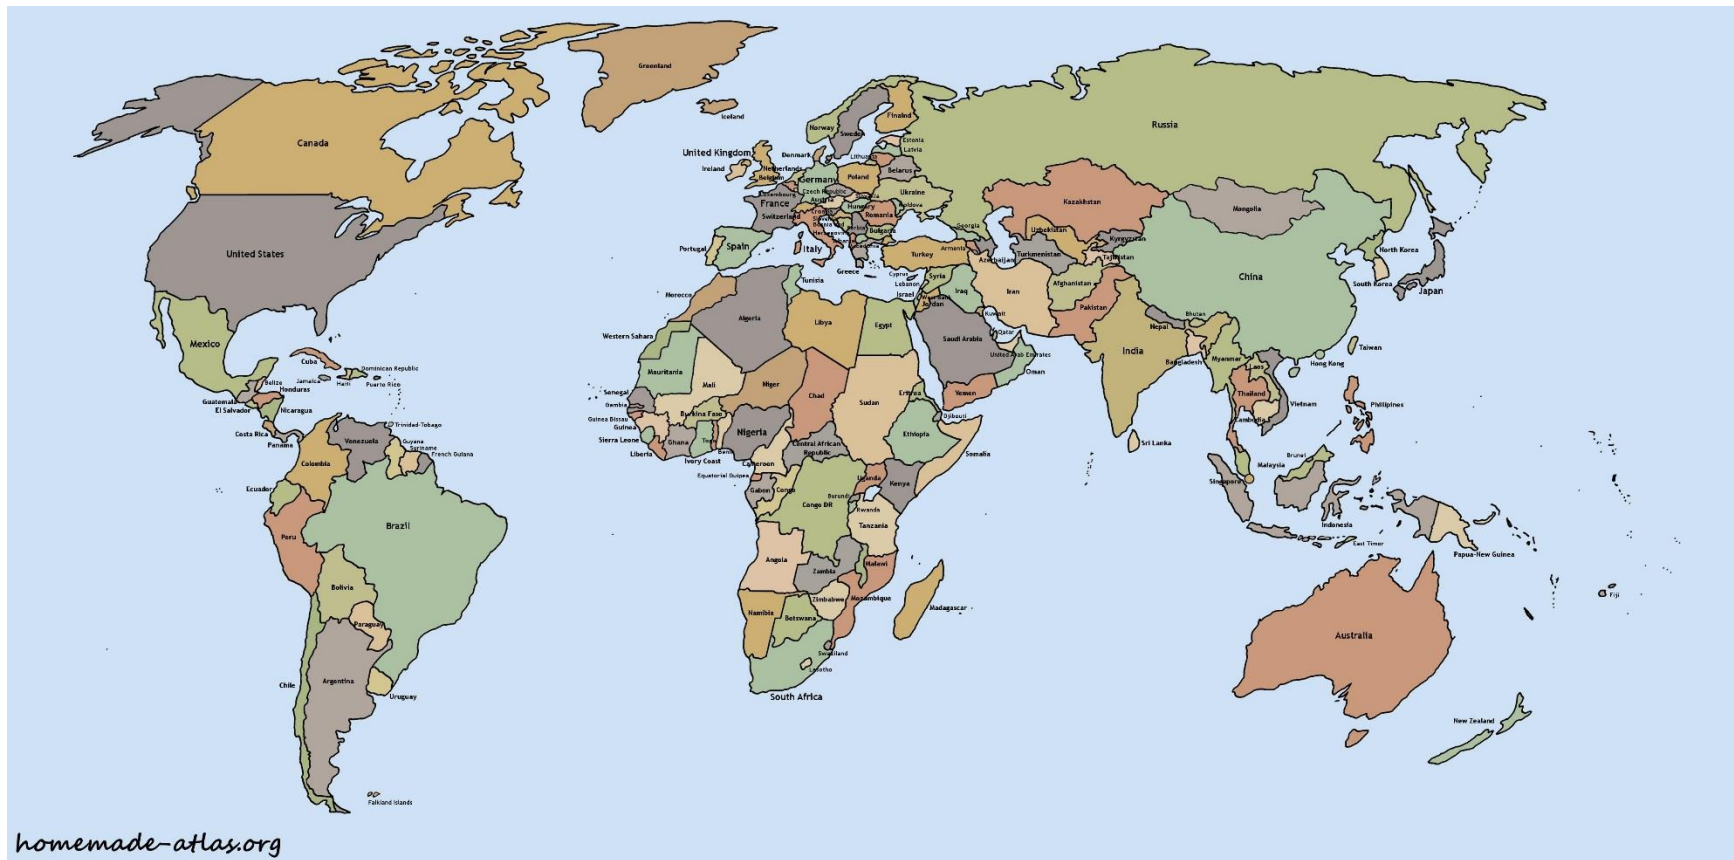 Greenland
Iceland
Canada
United States
Mexico
Cuba
Dominican Republic
Jamaica
Haiti
Puerto Rico
Belize
Honduras
Guatemala
El Salvador
Nicaragua
Costa Rica
Panama
Trinidad-Tobago
Venezuela
Guyana
Suriname
French Guiana
Colombia
Ecuador
Brazil
Peru
Bolivia
Paraguay
Chile
Argentina
Uruguay
Falkland Islands
Norway
Sweden
Finalnd
Russia
Estonia
Latvia
Lithuania
United Kingdom
Ireland
Denmark
Netherlands
Belgium
Germany
Poland
Belarus
Ukraine
Czech Republic
Austria
Hungary
Moldova
Romania
France
Switzerland
Bulgaria
Portugal
Spain
Italy
Greece
Turkey
Georgia
Armenia
Azerbaijan
Cyprus
Lebanon
Israel
Syria
Jordan
Iraq
Iran
Kuwait
Qatar
Saudi Arabia
United Arab Emirates
Oman
Yemen
Kazakhstan
Uzbekistan
Turkmenistan
Kyrgyzstan
Tajikistan
Afghanistan
Pakistan
India
Nepal
Bhutan
Bangladesh
Sri Lanka
Mongolia
China
North Korea
South Korea
Japan
Taiwan
Hong Kong
Myanmar
Laos
Thailand
Cambodia
Vietnam
Phillipines
Brunei
Malaysia
Singapore
Indonesia
East Timor
Papua-New Guinea
Australia
New Zealand
Fiji
Morocco
Tunisia
Algeria
Libya
Egypt
Western Sahara
Mauritania
Mali
Niger
Chad
Sudan
Eritrea
Djibouti
Senegal
Gambia
Guinea Bissau
Guinea
Sierra Leone
Liberia
Ivory Coast
Burkina Faso
Ghana
Togo
Benin
Nigeria
Cameroon
Central African
Republic
Ethiopia
Somalia
Equatorial Guinea
Gabon
Congo
Congo DR
Uganda
Kenya
Burundi
Rwanda
Tanzania
Angola
Zambia
Malawi
Mozambique
Zimbabwe
Namibia
Botswana
Madagascar
Swaziland
Lesotho
South Africa
homemade-atlas.org